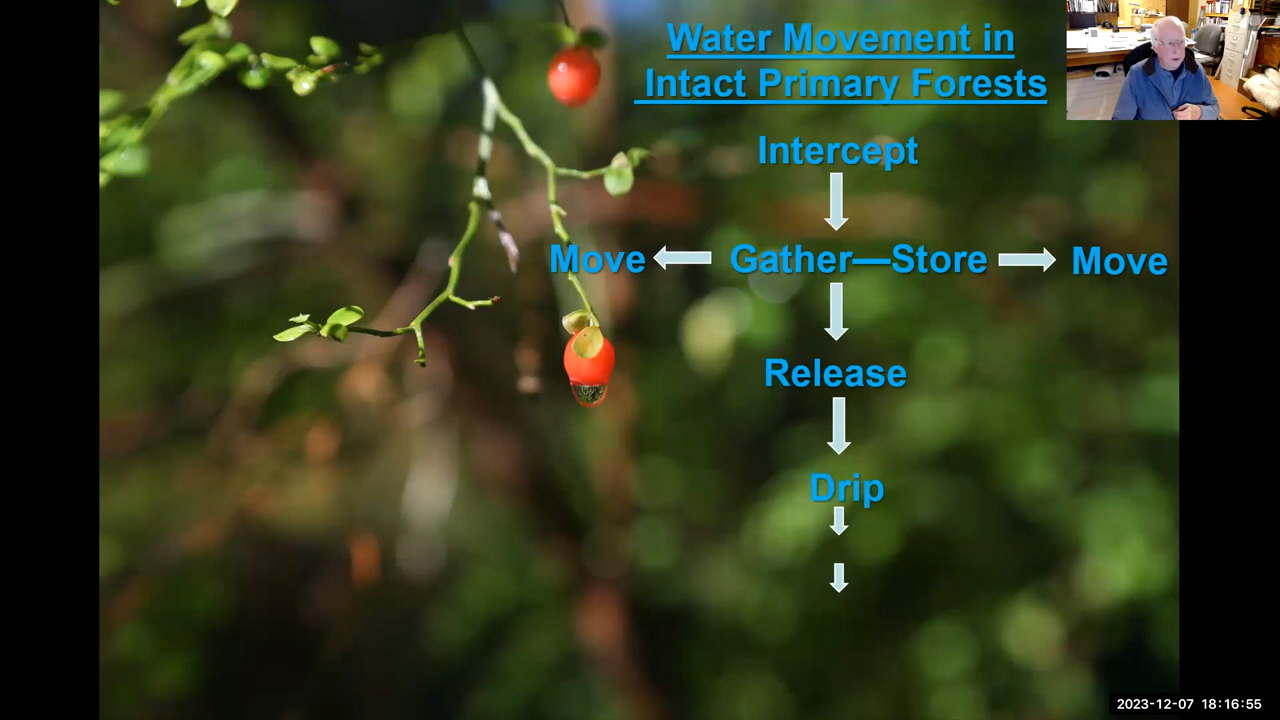 Water Movement in
Intact Primary Forests
Intercept
Move Gather—Store Move
Release
Drip
2023-12-07 18:16:55